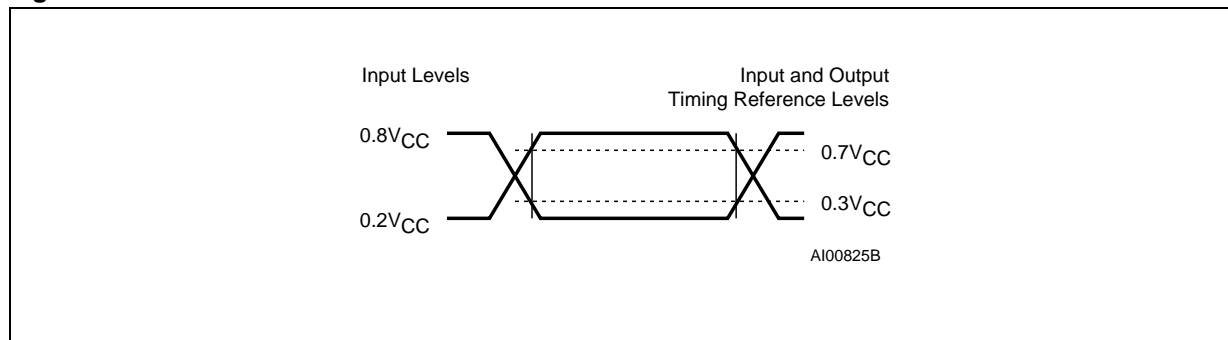 Input Levels
Input and Output
Timing Reference Levels
0.8VCC
0.7VCC
0.3VCC
0.2VCC
AI00825B